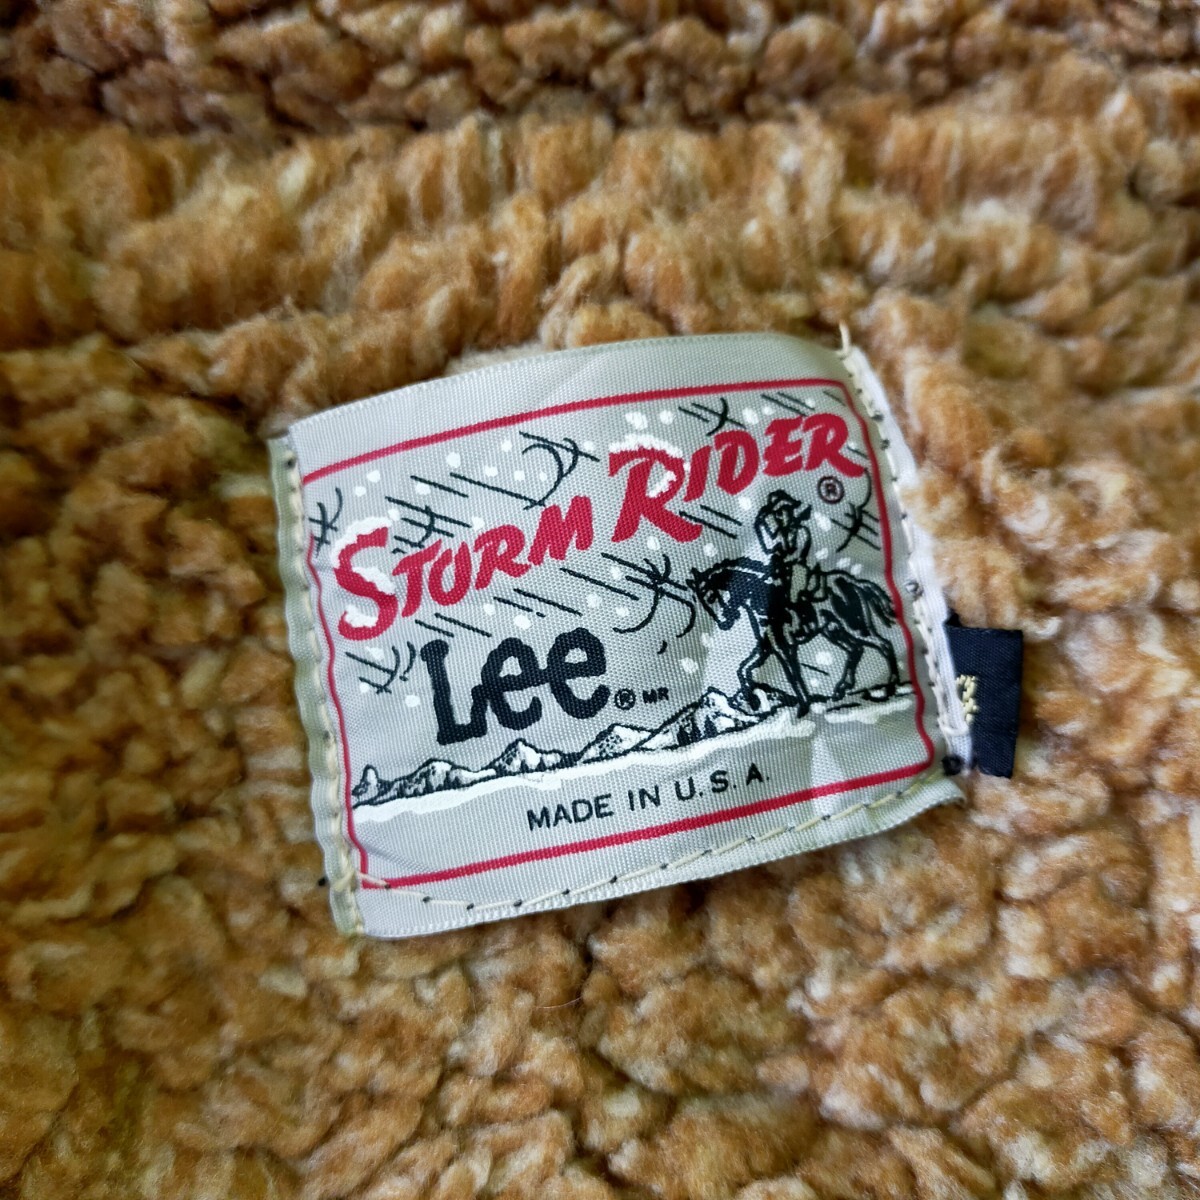 STORM RIDER ®
Lee ® MR
MADE IN U.S.A.